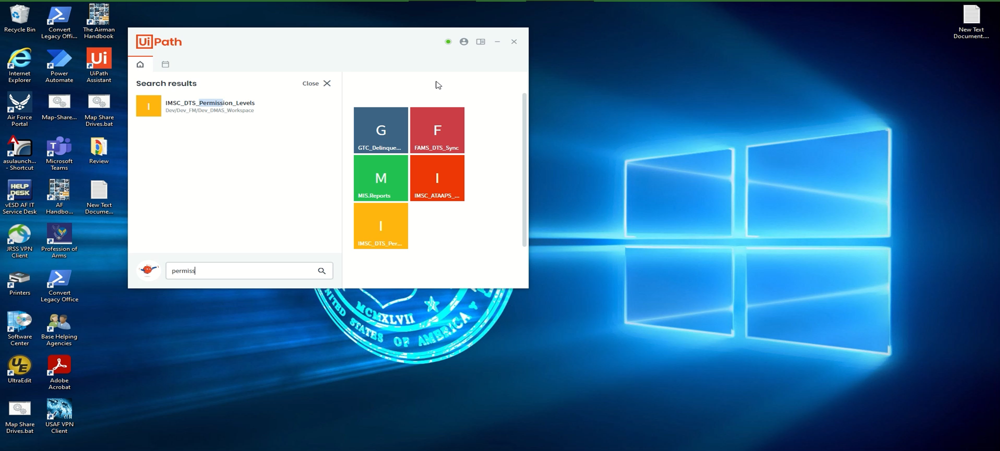 Recycle Bin
Convert
Legacy Offi...
The Airman
Handbook
Internet
Explorer
Power
Automate
Ui
UiPath
Assistant
Air Force
Portal
Map-Share...
Map Share
Drives.bat
asulaunch...
- Shortcut
Microsoft
Teams
Review
HELP
DESK
vESD AF IT
Service Desk
AF
Handbo...
New Text
Docume...
JRSS VPN
Client
Profession of
Arms
Printers
Convert
Legacy Office
Software
Center
Base Helping
Agencies
UE
UltraEdit
Adobe
Acrobat
Map Share
Drives.bat
USAF VPN
Client
UiPath
Search results
Close
I
IMSC_DTS_Permission_Levels
Dev/Dev_FM/Dev_DMAS_Workspace
permiss
G
GTC_Delinque...
F
FAMS_DTS_Sync
M
MIS.Reports
I
IMSC_ATAAPS_...
I
IMSC_DTS_Per...
MCMXLVII
UNITED STATES OF AMERICA
New Text
Document....